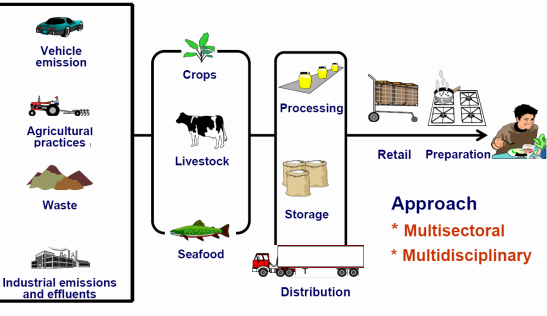 Vehicle
emission
Agricultural
practices
Waste
Industrial emissions
and effluents
Crops
Livestock
Seafood
Processing
Storage
Distribution
Retail
Preparation
Approach
* Multisectoral
* Multidisciplinary